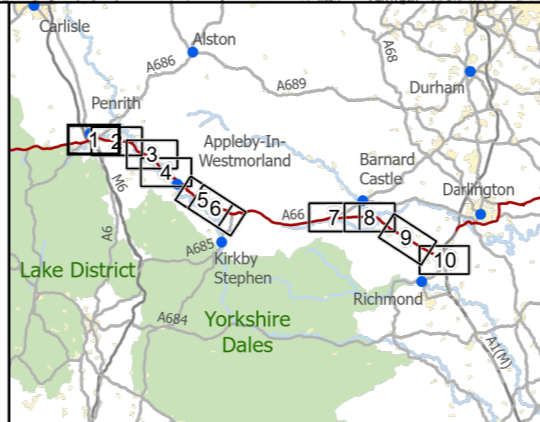 Carlisle
Alston
A686
A68
A689
Durham
Penrith
1
2
3
4
5
6
Appleby-In-
Westmorland
Barnard
Castle
Darlington
M6
A66
7
8
9
10
A6
A685
Lake District
Kirkby
Stephen
Richmond
A684
Yorkshire
Dales
A1(M)